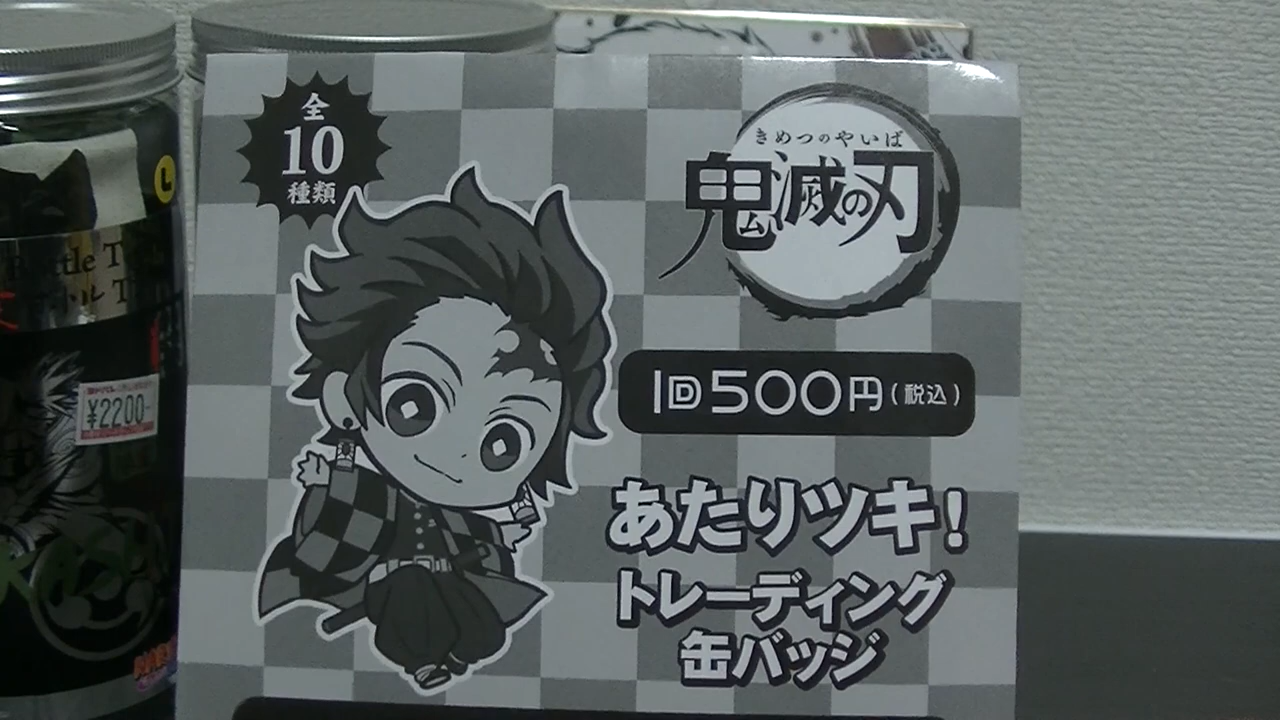 全
10
種類
きめつのやいば
鬼滅の刃
1回500円(税込)
あたりツキ!
トレーディング
缶バッジ
L
¥2200-